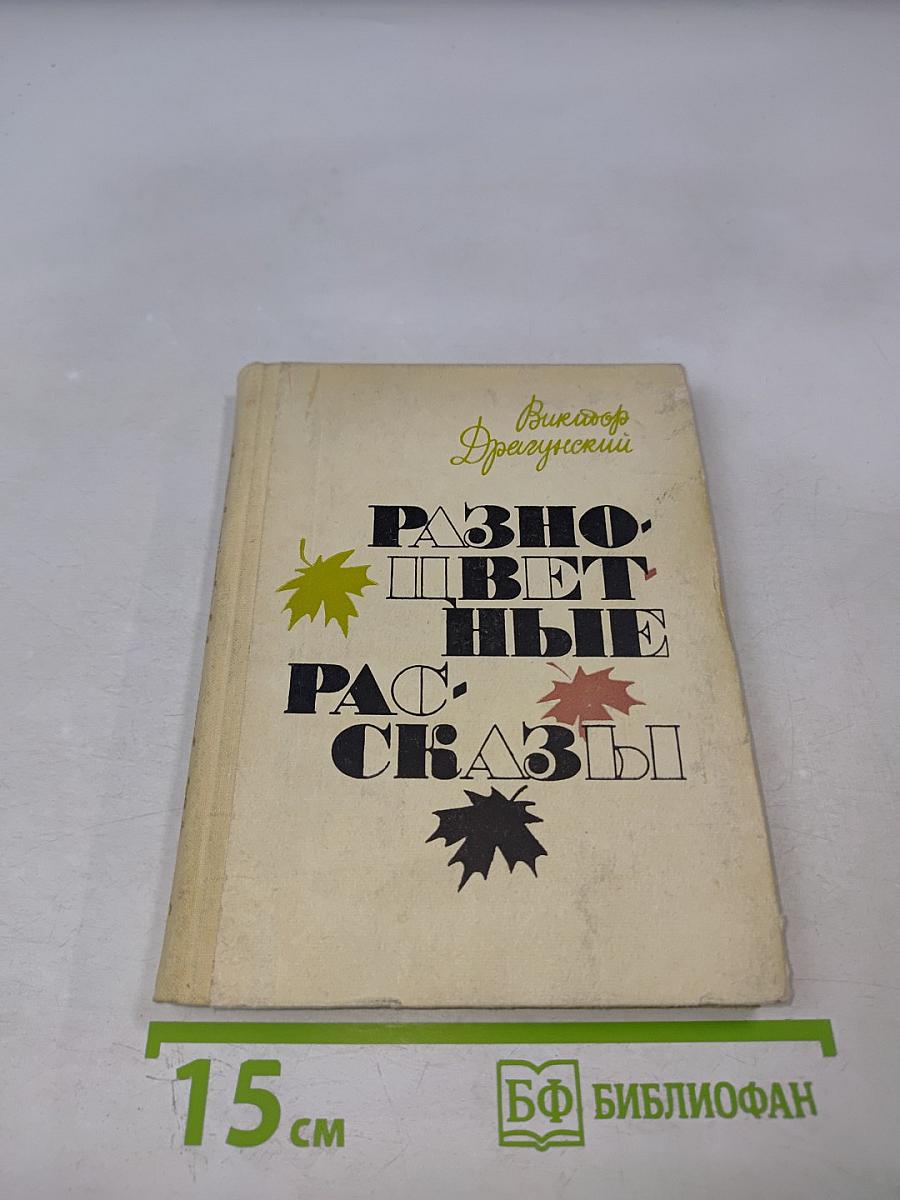 Виктор
Драгунский
РАЗНО-
ЦВЕТ-
НЫЕ
РАС-
СКАЗЫ
15 см
БФ БИБЛИОФАН